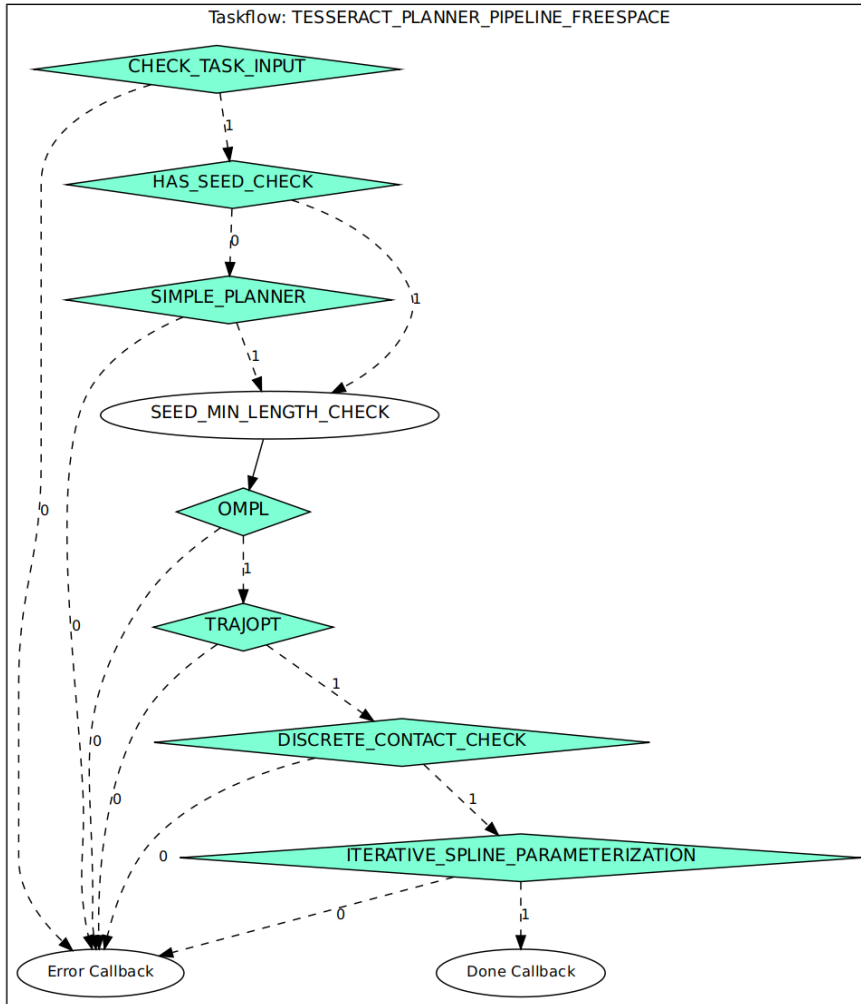 Taskflow: TESSERACT_PLANNER_PIPELINE_FREESPACE
CHECK_TASK_INPUT
1
HAS_SEED_CHECK
0
SIMPLE_PLANNER
1
1
SEED_MIN_LENGTH_CHECK
OMPL
0
1
TRAJOPT
0
1
DISCRETE_CONTACT_CHECK
0
0
1
0
ITERATIVE_SPLINE_PARAMETERIZATION
0
1
Error Callback
Done Callback